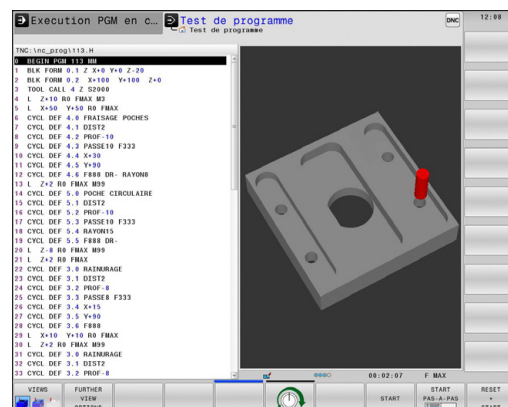 Execution PGM en c...
Test de programme
Test de programme
DNC
12:08
TNC:\nc_prog\113.H
0 BEGIN PGM 113 MM
1 BLK FORM 0.1 Z X+0 Y+0 Z-20
2 BLK FORM 0.2 X+100 Y+100 Z+0
3 TOOL CALL 4 Z S2000
4 L Z+10 R0 FMAX M3
5 L X+50 Y+50 R0 FMAX
6 CYCL DEF 4.0 FRAISAGE POCHES
7 CYCL DEF 4.1 DIST2
8 CYCL DEF 4.2 PROF-10
9 CYCL DEF 4.3 PASSE10 F333
10 CYCL DEF 4.4 X+30
11 CYCL DEF 4.5 Y+90
12 CYCL DEF 4.6 F888 DR- RAYON8
13 L Z+2 R0 FMAX M99
14 CYCL DEF 5.0 POCHE CIRCULAIRE
15 CYCL DEF 5.1 DIST2
16 CYCL DEF 5.2 PROF-10
17 CYCL DEF 5.3 PASSE10 F333
18 CYCL DEF 5.4 RAYON15
19 CYCL DEF 5.5 F888 DR-
20 L Z-8 R0 FMAX M99
21 L Z+2 R0 FMAX
22 CYCL DEF 3.0 RAINURAGE
23 CYCL DEF 3.1 DIST2
24 CYCL DEF 3.2 PROF-8
25 CYCL DEF 3.3 PASSE8 F333
26 CYCL DEF 3.4 X+15
27 CYCL DEF 3.5 Y+90
28 CYCL DEF 3.6 F888
29 L X+10 Y+10 R0 FMAX
30 L Z+2 R0 FMAX M99
31 CYCL DEF 3.0 RAINURAGE
32 CYCL DEF 3.1 DIST2
33 CYCL DEF 3.2 PROF-8
00:02:07 F MAX
VIEWS
FURTHER
VIEW
OPTIONS
START
START
PAS-A-PAS
RESET
+
START